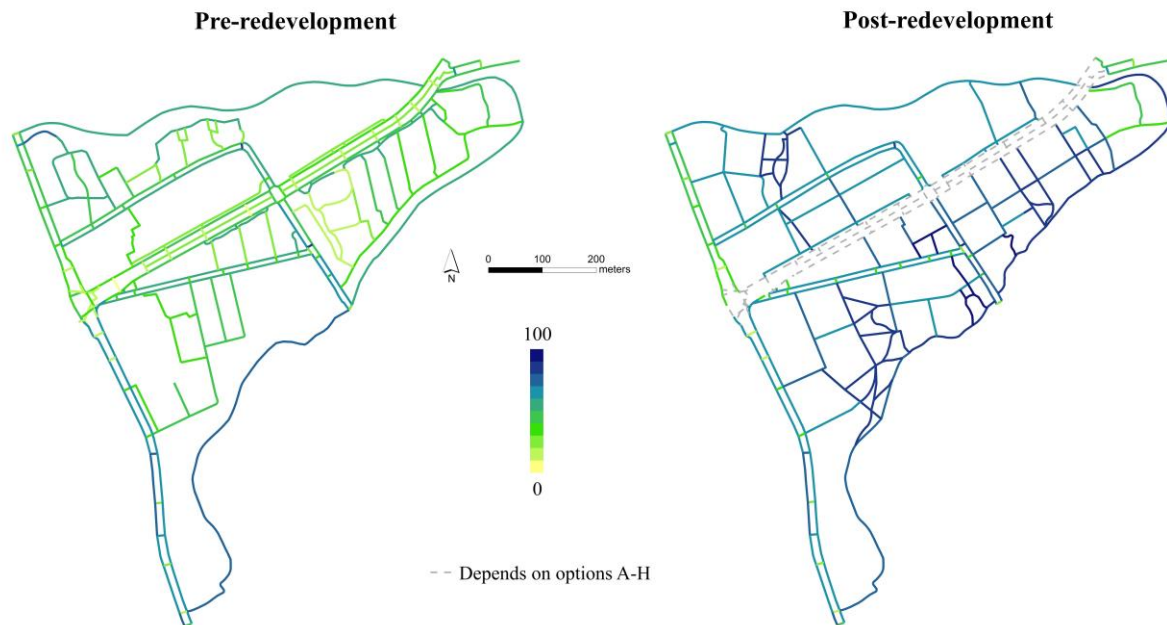 Pre-redevelopment
Post-redevelopment
N
0 100 200
meters
100
0
Depends on options A-H